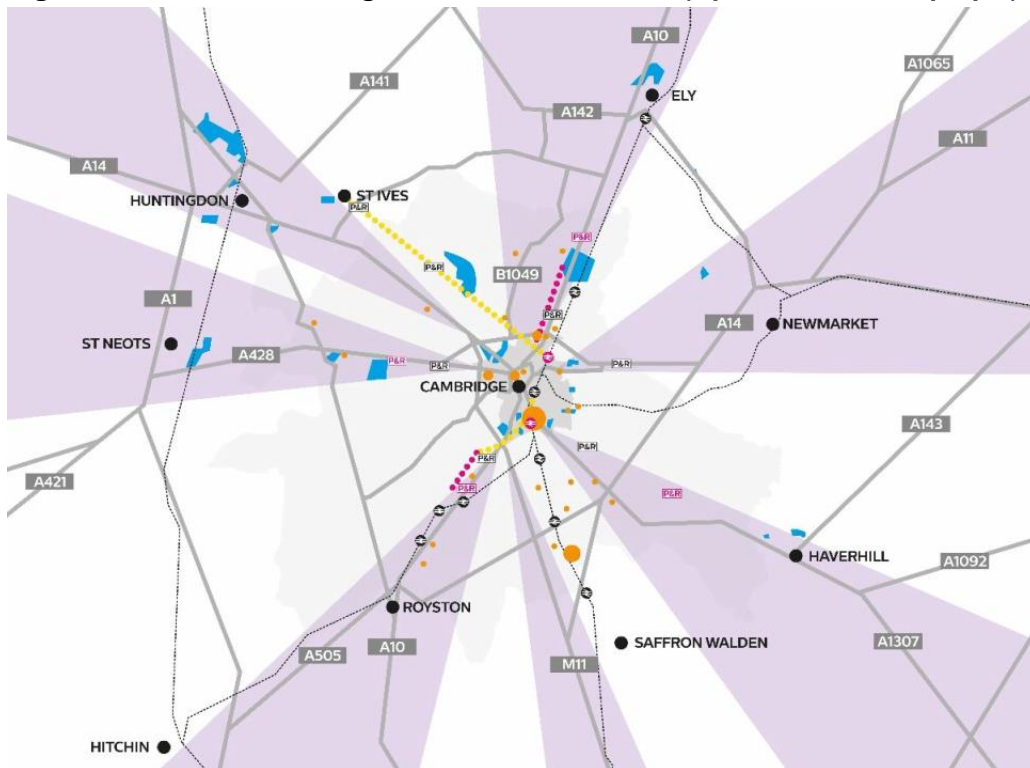 A10
A1065
A141
ELY
A142
A11
A14
ST IVES
HUNTINGDON
P&R
P&R
P&R
B1049
A1
P&R
A14
NEWMARKET
ST NEOTS
A428
P&R
P&R
P&R
CAMBRIDGE
A143
P&R
P&R
A421
P&R
P&R
HAVERHILL
A1092
ROYSTON
A505
A10
SAFFRON WALDEN
A1307
M11
HITCHIN